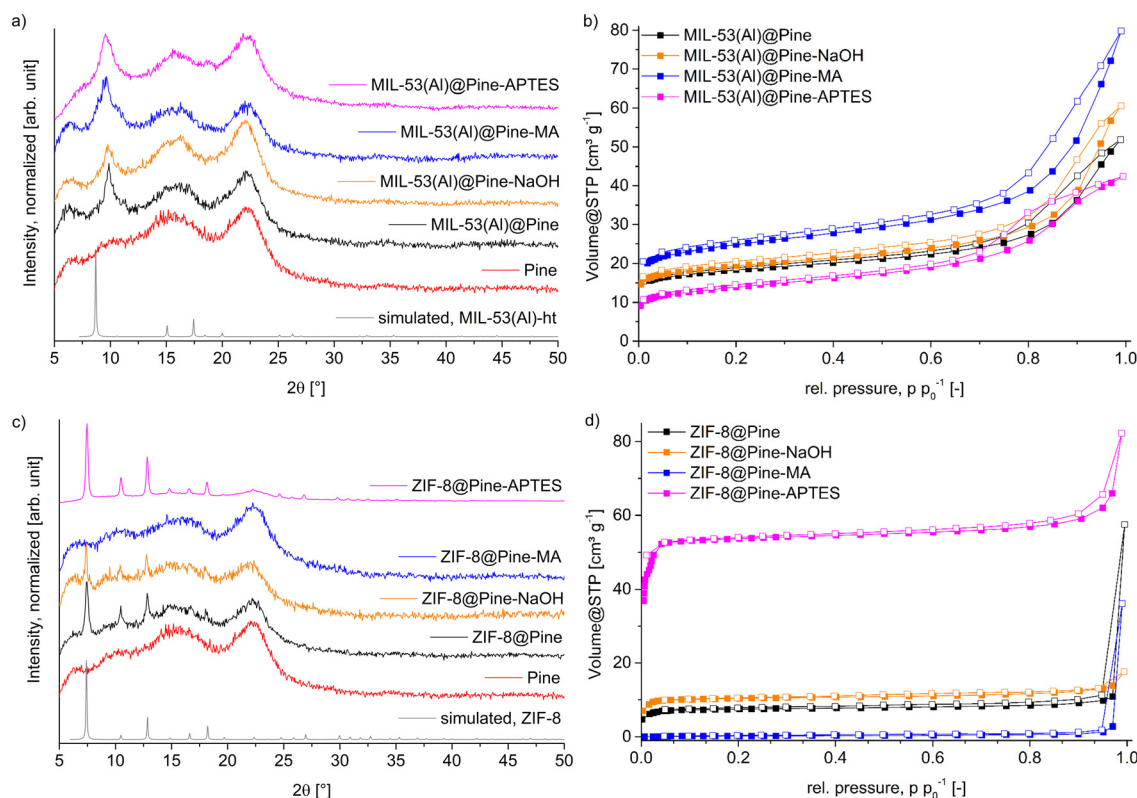 a)
Intensity, normalized [arb. unit]
MIL-53(Al)@Pine-APTES
MIL-53(Al)@Pine-MA
MIL-53(Al)@Pine-NaOH
MIL-53(Al)@Pine
Pine
simulated, MIL-53(Al)-ht
5 10 15 20 25 30 35 40 45 50
2θ [°]
b)
MIL-53(Al)@Pine
MIL-53(Al)@Pine-NaOH
MIL-53(Al)@Pine-MA
MIL-53(Al)@Pine-APTES
Volume@STP [cm³ g⁻¹]
80
70
60
50
40
30
20
10
0
0.0 0.2 0.4 0.6 0.8 1.0
rel. pressure, p p₀⁻¹ [-]
c)
Intensity, normalized [arb. unit]
ZIF-8@Pine-APTES
ZIF-8@Pine-MA
ZIF-8@Pine-NaOH
ZIF-8@Pine
Pine
simulated, ZIF-8
5 10 15 20 25 30 35 40 45 50
2θ [°]
d)
ZIF-8@Pine
ZIF-8@Pine-NaOH
ZIF-8@Pine-MA
ZIF-8@Pine-APTES
Volume@STP [cm³ g⁻¹]
80
60
40
20
0
0.0 0.2 0.4 0.6 0.8 1.0
rel. pressure, p p₀⁻¹ [-]